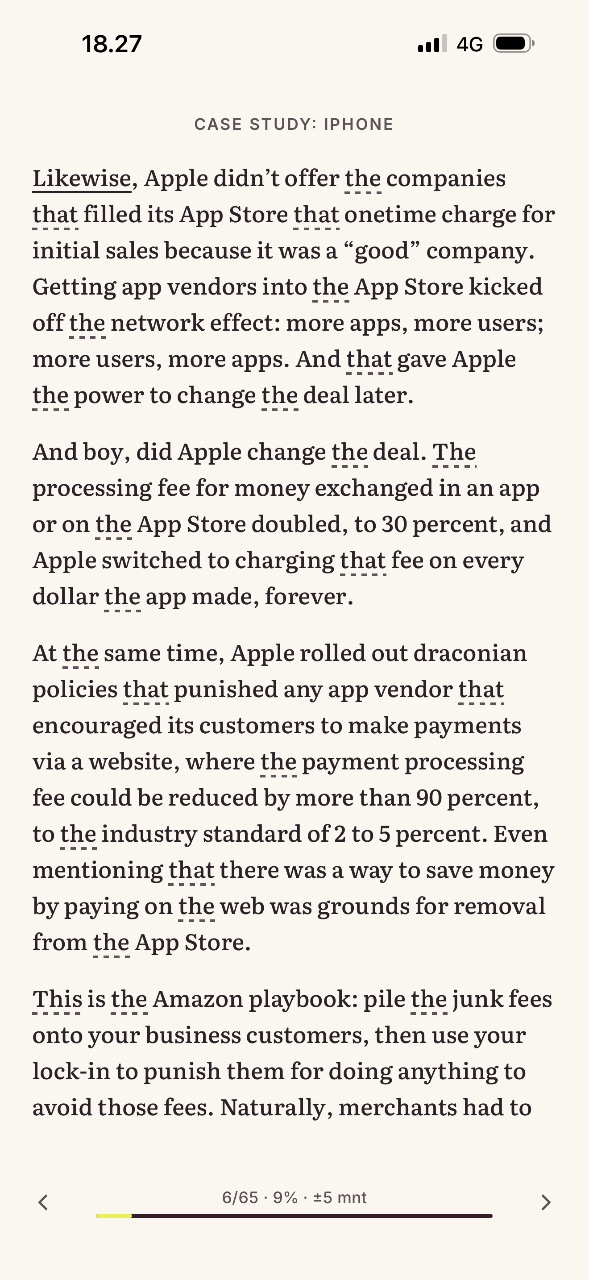 18.27
4G
CASE STUDY: IPHONE
Likewise, Apple didn’t offer the companies
that filled its App Store that onetime charge for
initial sales because it was a “good” company.
Getting app vendors into the App Store kicked
off the network effect: more apps, more users;
more users, more apps. And that gave Apple
the power to change the deal later.
And boy, did Apple change the deal. The
processing fee for money exchanged in an app
or on the App Store doubled, to 30 percent, and
Apple switched to charging that fee on every
dollar the app made, forever.
At the same time, Apple rolled out draconian
policies that punished any app vendor that
encouraged its customers to make payments
via a website, where the payment processing
fee could be reduced by more than 90 percent,
to the industry standard of 2 to 5 percent. Even
mentioning that there was a way to save money
by paying on the web was grounds for removal
from the App Store.
This is the Amazon playbook: pile the junk fees
onto your business customers, then use your
lock-in to punish them for doing anything to
avoid those fees. Naturally, merchants had to
6/65 · 9% · ±5 mnt